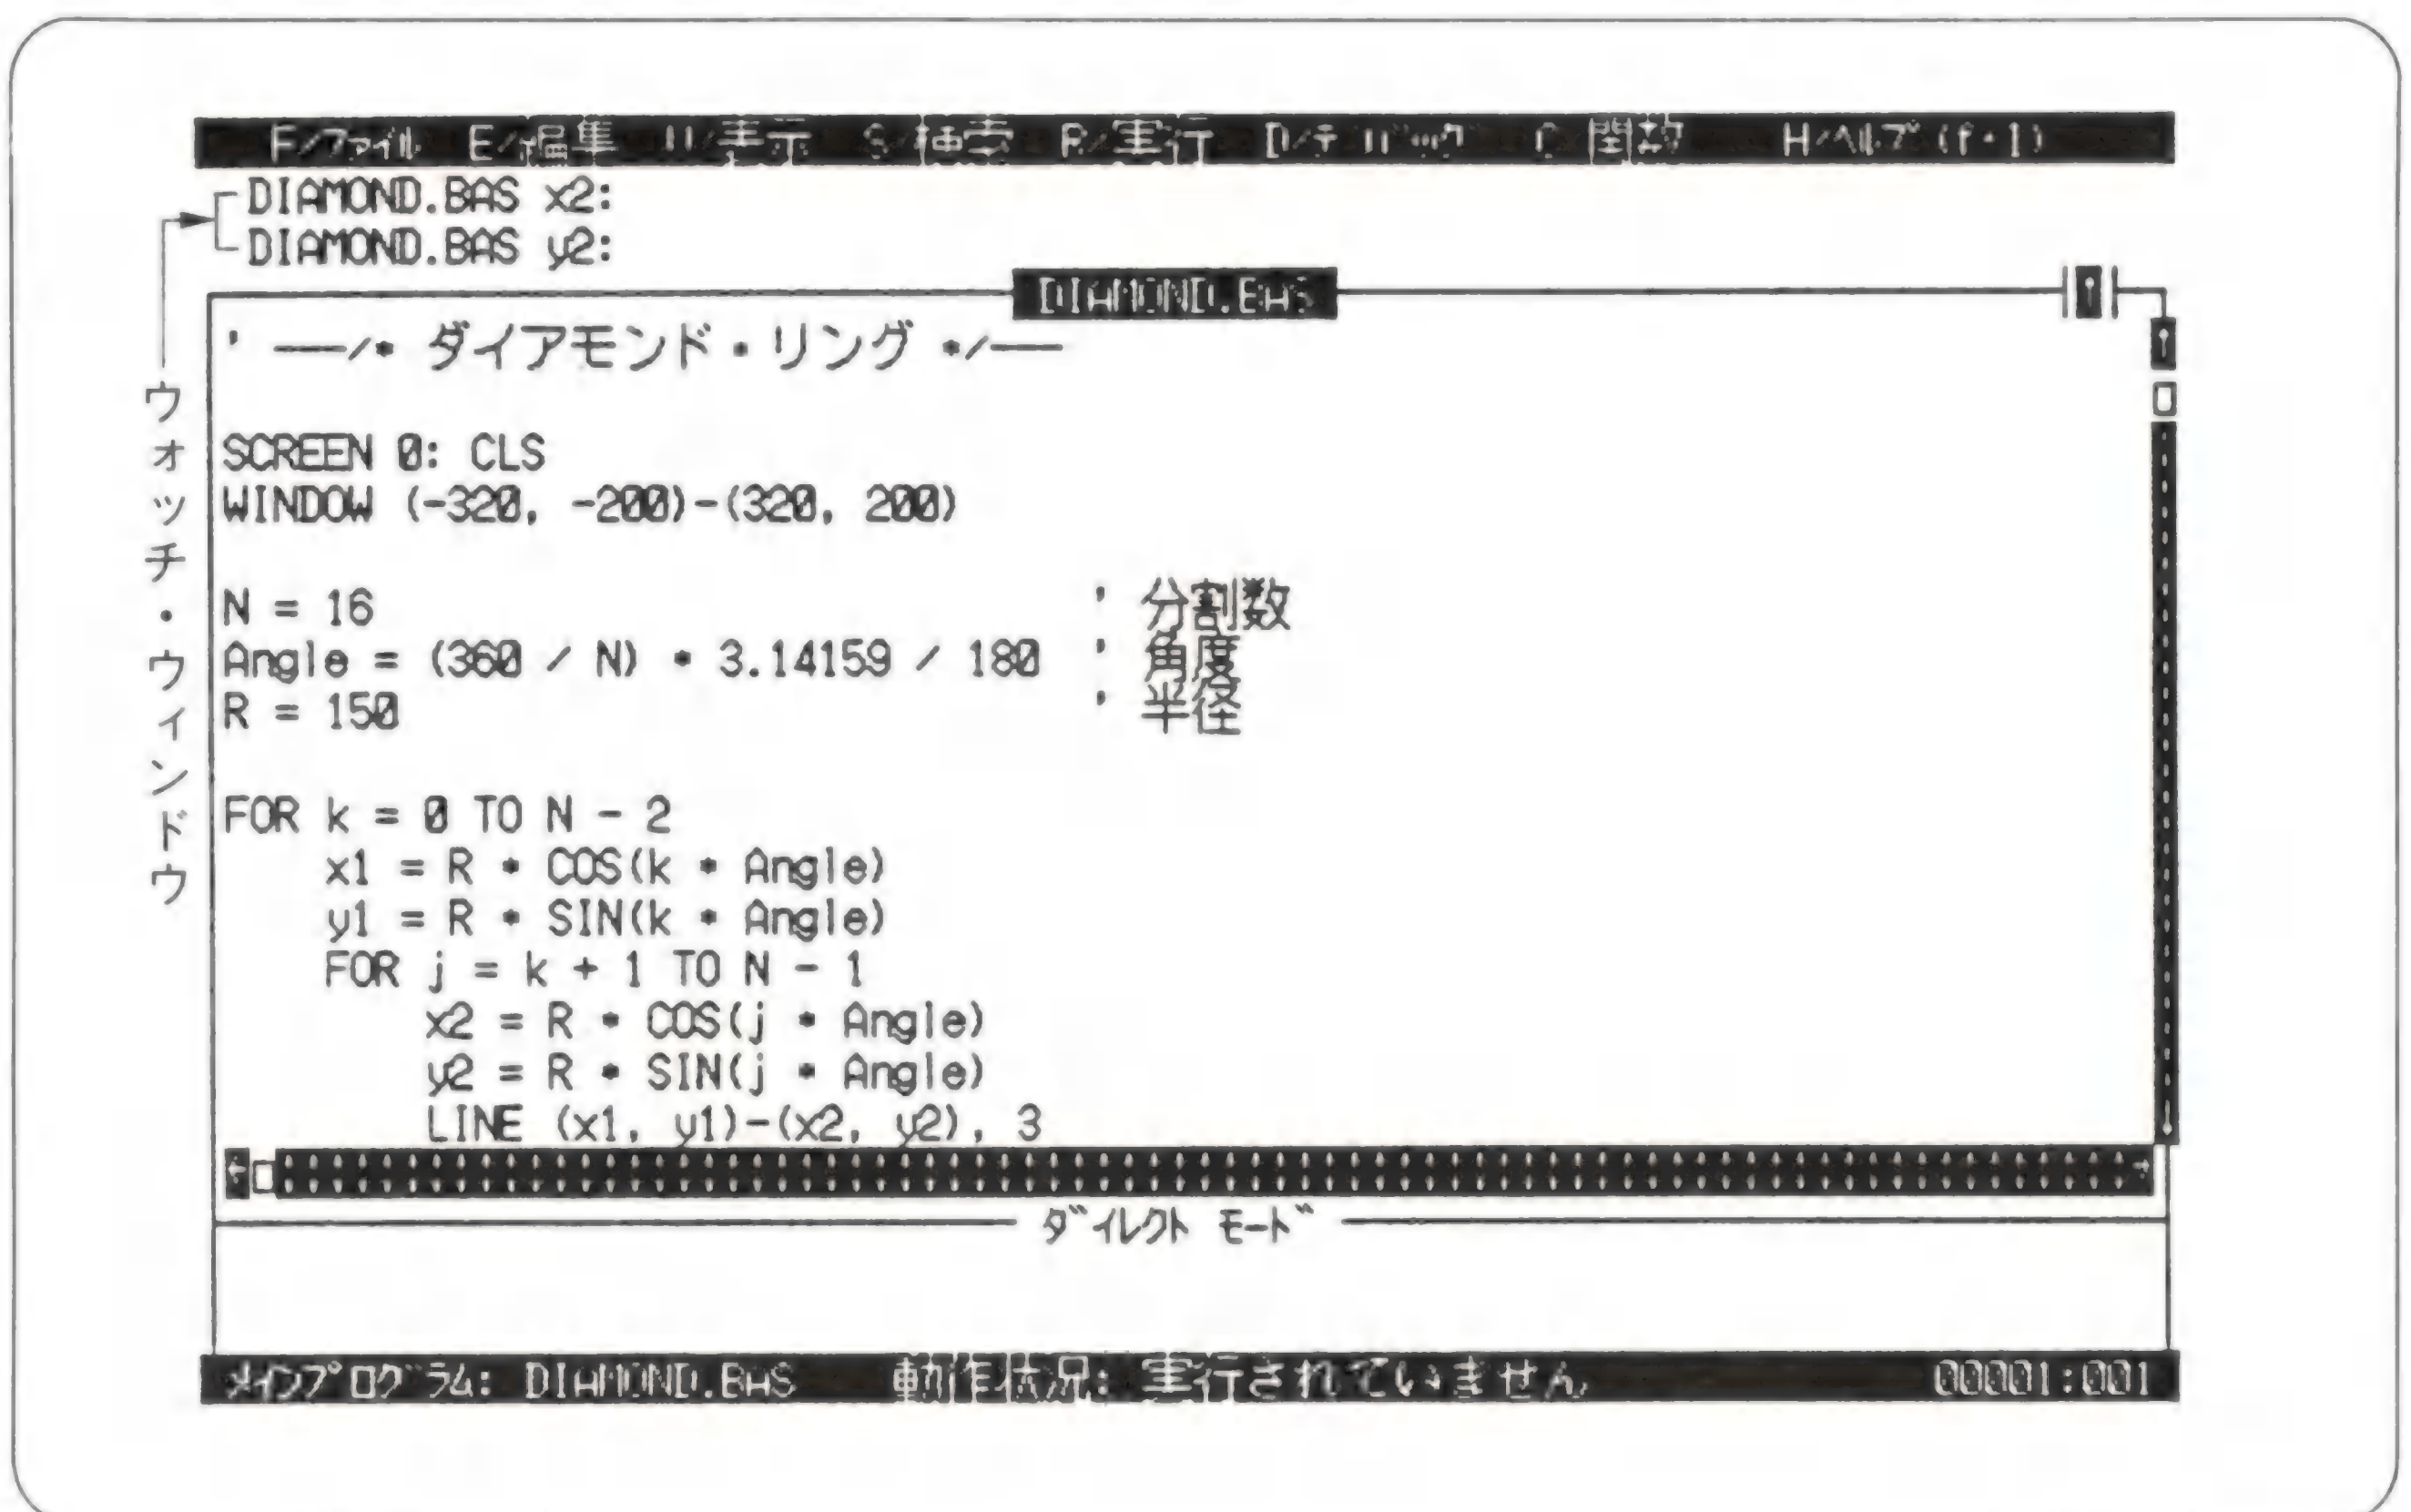 F/ファイル E/編集 U/表示 S/検索 R/実行 D/デバッグ C/関数 H/ヘルプ(f・1)
DIAMOND.BAS x2:
DIAMOND.BAS y2:
ウォッチ・ウィンドウ
DIAMOND.BAS
' ――/* ダイアモンド・リング */――
SCREEN 0: CLS
WINDOW (-320, -200)-(320, 200)
N = 16 ' 分割数
Angle = (360 / N) * 3.14159 / 180 ' 角度
R = 150 ' 半径
FOR k = 0 TO N - 2
x1 = R * COS(k * Angle)
y1 = R * SIN(k * Angle)
FOR j = k + 1 TO N - 1
x2 = R * COS(j * Angle)
y2 = R * SIN(j * Angle)
LINE (x1, y1)-(x2, y2), 3
ダイレクト モード
メインプログラム: DIAMOND.BAS 動作状況: 実行されていません 00001:001